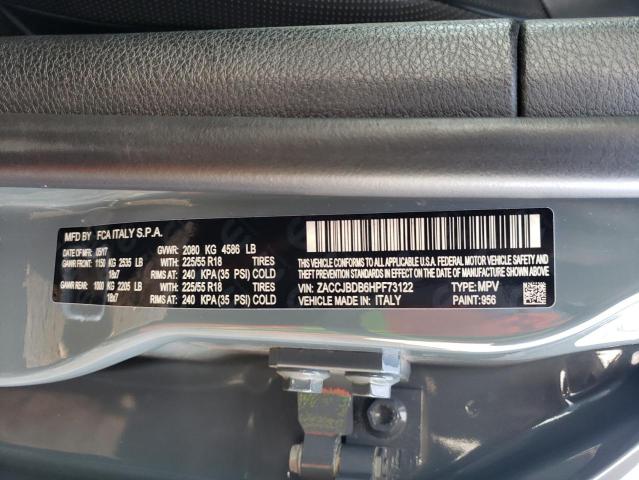 MFD BY FCA ITALY S.P.A.
DATE OF MFR: 05/17 GVWR: 2080 KG 4586 LB
GAWR FRONT: 1150 KG 2535 LB TIRES 225/55 R18
18x7 RIMS AT: 240 KPA (35 PSI) COLD
GAWR REAR: 1000 KG 2205 LB TIRES 225/55 R18
18x7 RIMS AT: 240 KPA (35 PSI) COLD
THIS VEHICLE CONFORMS TO ALL APPLICABLE U.S.A. FEDERAL MOTOR VEHICLE SAFETY, BUMPER,
AND THEFT PREVENTION STANDARDS IN EFFECT ON THE DATE OF MANUFACTURE SHOWN ABOVE.
VIN: ZACCJBDB6HPF73122 TYPE: MPV
VEHICLE MADE IN: ITALY PAINT: 956